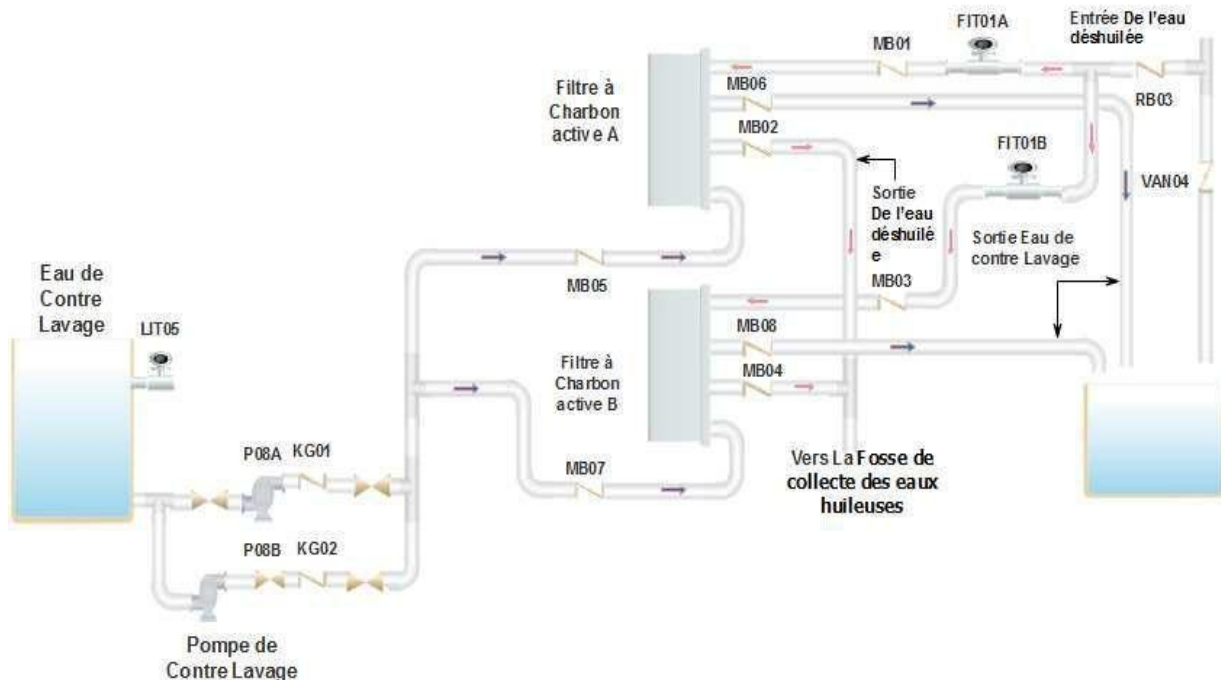 FIT01A
Entrée De l'eau
déshuilée
MB01
Filtre à
Charbon
active A
MB06
RB03
MB02
FIT01B
Sortie
De l'eau
déshuilé
e
VAN04
Sortie Eau de
contre Lavage
Eau de
Contre
Lavage
MB05
MB03
LIT05
MB08
Filtre à
Charbon
active B
MB04
P08A
KG01
MB07
Vers La Fosse de
collecte des eaux
huileuses
P08B
KG02
Pompe de
Contre Lavage